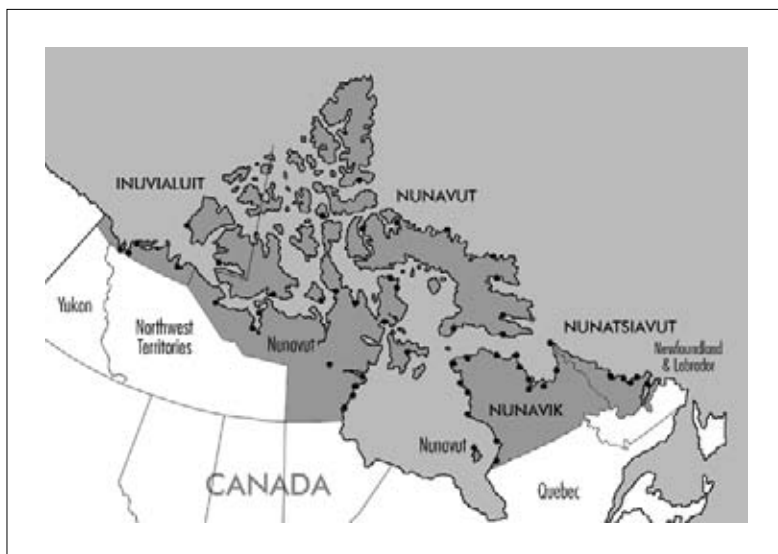 INUVIALUIT
NUNAVUT
Yukon
Northwest
Territories
Nunavut
NUNATSIAVUT
Newfoundland
& Labrador
NUNAVIK
Nunavut
CANADA
Quebec